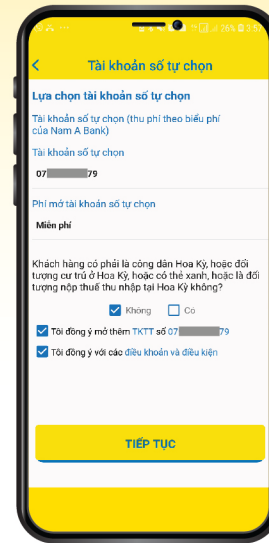 26% 3:57
Tài khoản số tự chọn
Lựa chọn tài khoản số tự chọn
Tài khoản số tự chọn (thu phí theo biểu phí
của Nam A Bank)
Tài khoản số tự chọn
07 79
Phí mở tài khoản số tự chọn
Miễn phí
Khách hàng có phải là công dân Hoa Kỳ, hoặc đối
tượng cư trú ở Hoa Kỳ, hoặc có thẻ xanh, hoặc là đối
tượng nộp thuế thu nhập tại Hoa Kỳ không?
Không Có
Tôi đồng ý mở thêm TKTT số 07 79
Tôi đồng ý với các điều khoản và điều kiện
TIẾP TỤC